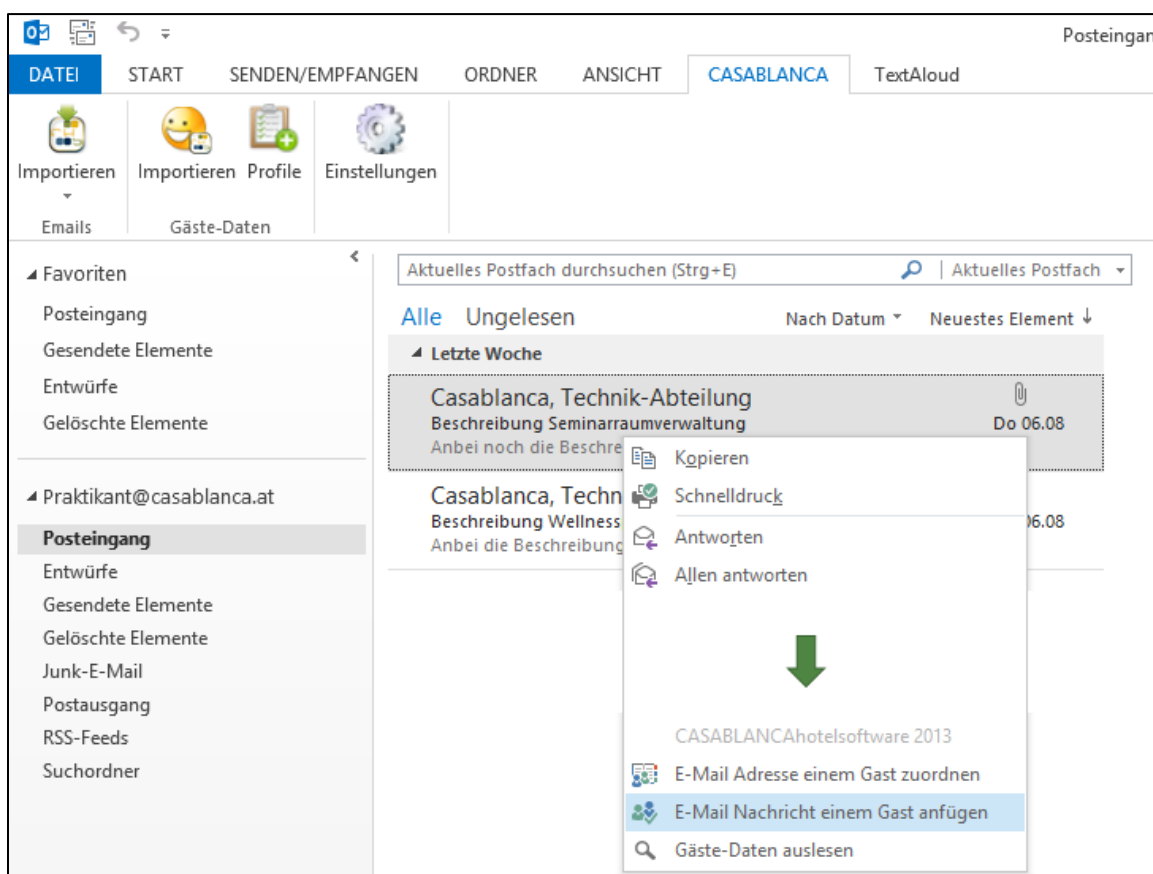 Posteingan
DATEI START SENDEN/EMPFANGEN ORDNER ANSICHT CASABLANCA TextAloud
Importieren Importieren Profile Einstellungen
Emails Gäste-Daten
Favoriten
Posteingang
Gesendete Elemente
Entwürfe
Gelöschte Elemente
Praktikant@casablanca.at
Posteingang
Entwürfe
Gesendete Elemente
Gelöschte Elemente
Junk-E-Mail
Postausgang
RSS-Feeds
Suchordner
Aktuelles Postfach durchsuchen (Strg+E) Aktuelles Postfach
Alle Ungelesen Nach Datum Neuestes Element
Letzte Woche
Casablanca, Technik-Abteilung
Beschreibung Seminarraumverwaltung Do 06.08
Anbei noch die Beschre
Casablanca, Techn
Beschreibung Wellness 06.08
Anbei die Beschreibung
Kopieren
Schnelldruck
Antworten
Allen antworten
CASABLANCAhotelsoftware 2013
E-Mail Adresse einem Gast zuordnen
E-Mail Nachricht einem Gast anfügen
Gäste-Daten auslesen